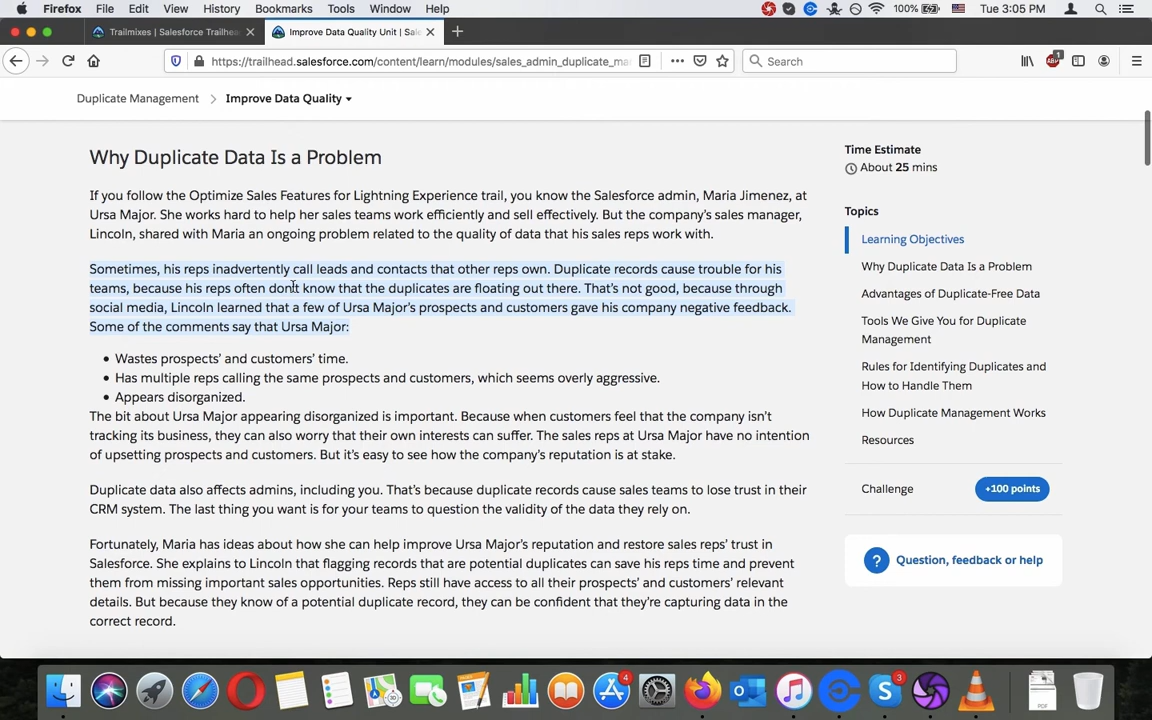 Firefox File Edit View History Bookmarks Tools Window Help 100% Tue 3:05 PM
Trailmixes | Salesforce Trailhea
Improve Data Quality Unit | Sal
https://trailhead.salesforce.com/content/learn/modules/sales_admin_duplicate_ma
Search
1
ABP
Duplicate Management > Improve Data Quality
Why Duplicate Data Is a Problem
If you follow the Optimize Sales Features for Lightning Experience trail, you know the Salesforce admin, Maria Jimenez, at
Ursa Major. She works hard to help her sales teams work efficiently and sell effectively. But the company’s sales manager,
Lincoln, shared with Maria an ongoing problem related to the quality of data that his sales reps work with.
Sometimes, his reps inadvertently call leads and contacts that other reps own. Duplicate records cause trouble for his
teams, because his reps often don’t know that the duplicates are floating out there. That’s not good, because through
social media, Lincoln learned that a few of Ursa Major’s prospects and customers gave his company negative feedback.
Some of the comments say that Ursa Major:
• Wastes prospects’ and customers’ time.
• Has multiple reps calling the same prospects and customers, which seems overly aggressive.
• Appears disorganized.
The bit about Ursa Major appearing disorganized is important. Because when customers feel that the company isn’t
tracking its business, they can also worry that their own interests can suffer. The sales reps at Ursa Major have no intention
of upsetting prospects and customers. But it’s easy to see how the company’s reputation is at stake.
Duplicate data also affects admins, including you. That’s because duplicate records cause sales teams to lose trust in their
CRM system. The last thing you want is for your teams to question the validity of the data they rely on.
Fortunately, Maria has ideas about how she can help improve Ursa Major’s reputation and restore sales reps’ trust in
Salesforce. She explains to Lincoln that flagging records that are potential duplicates can save his reps time and prevent
them from missing important sales opportunities. Reps still have access to all their prospects’ and customers’ relevant
details. But because they know of a potential duplicate record, they can be confident that they’re capturing data in the
correct record.
Time Estimate
About 25 mins
Topics
Learning Objectives
Why Duplicate Data Is a Problem
Advantages of Duplicate-Free Data
Tools We Give You for Duplicate
Management
Rules for Identifying Duplicates and
How to Handle Them
How Duplicate Management Works
Resources
Challenge
+100 points
? Question, feedback or help
4
3
PDF